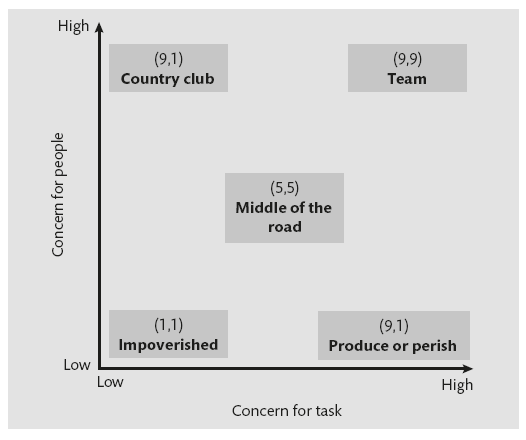 High
(9,1)
Country club
(9,9)
Team
Concern for people
(5,5)
Middle of the
road
(1,1)
Impoverished
(9,1)
Produce or perish
Low
Low
High
Concern for task